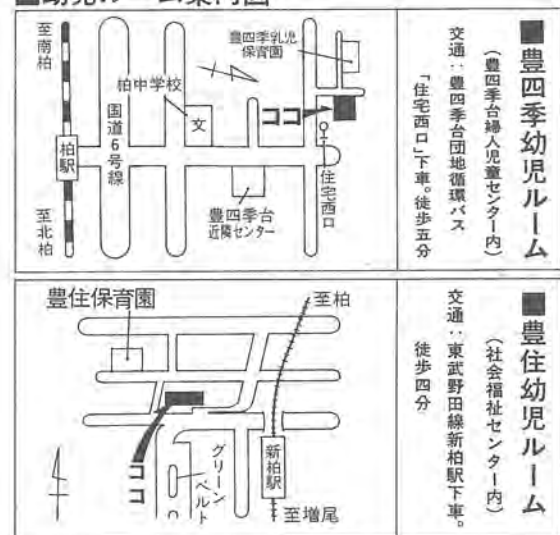 ■幼児ルーム案内図
■豊四季幼児ルーム
（豊四季台婦人児童センター内）
交通：豊四季台団地循環バス
「住宅西口」下車。徒歩五分
至南柏
柏駅
至北柏
国道6号線
柏中学校
文
豊四季乳児
保育園
ココ
住宅西口
豊四季台
近隣センター
■豊住幼児ルーム
（社会福祉センター内）
交通：東武野田線新柏駅下車。
徒歩四分
豊住保育園
至柏
ココ
グリーン
ベルト
新柏駅
至増尾